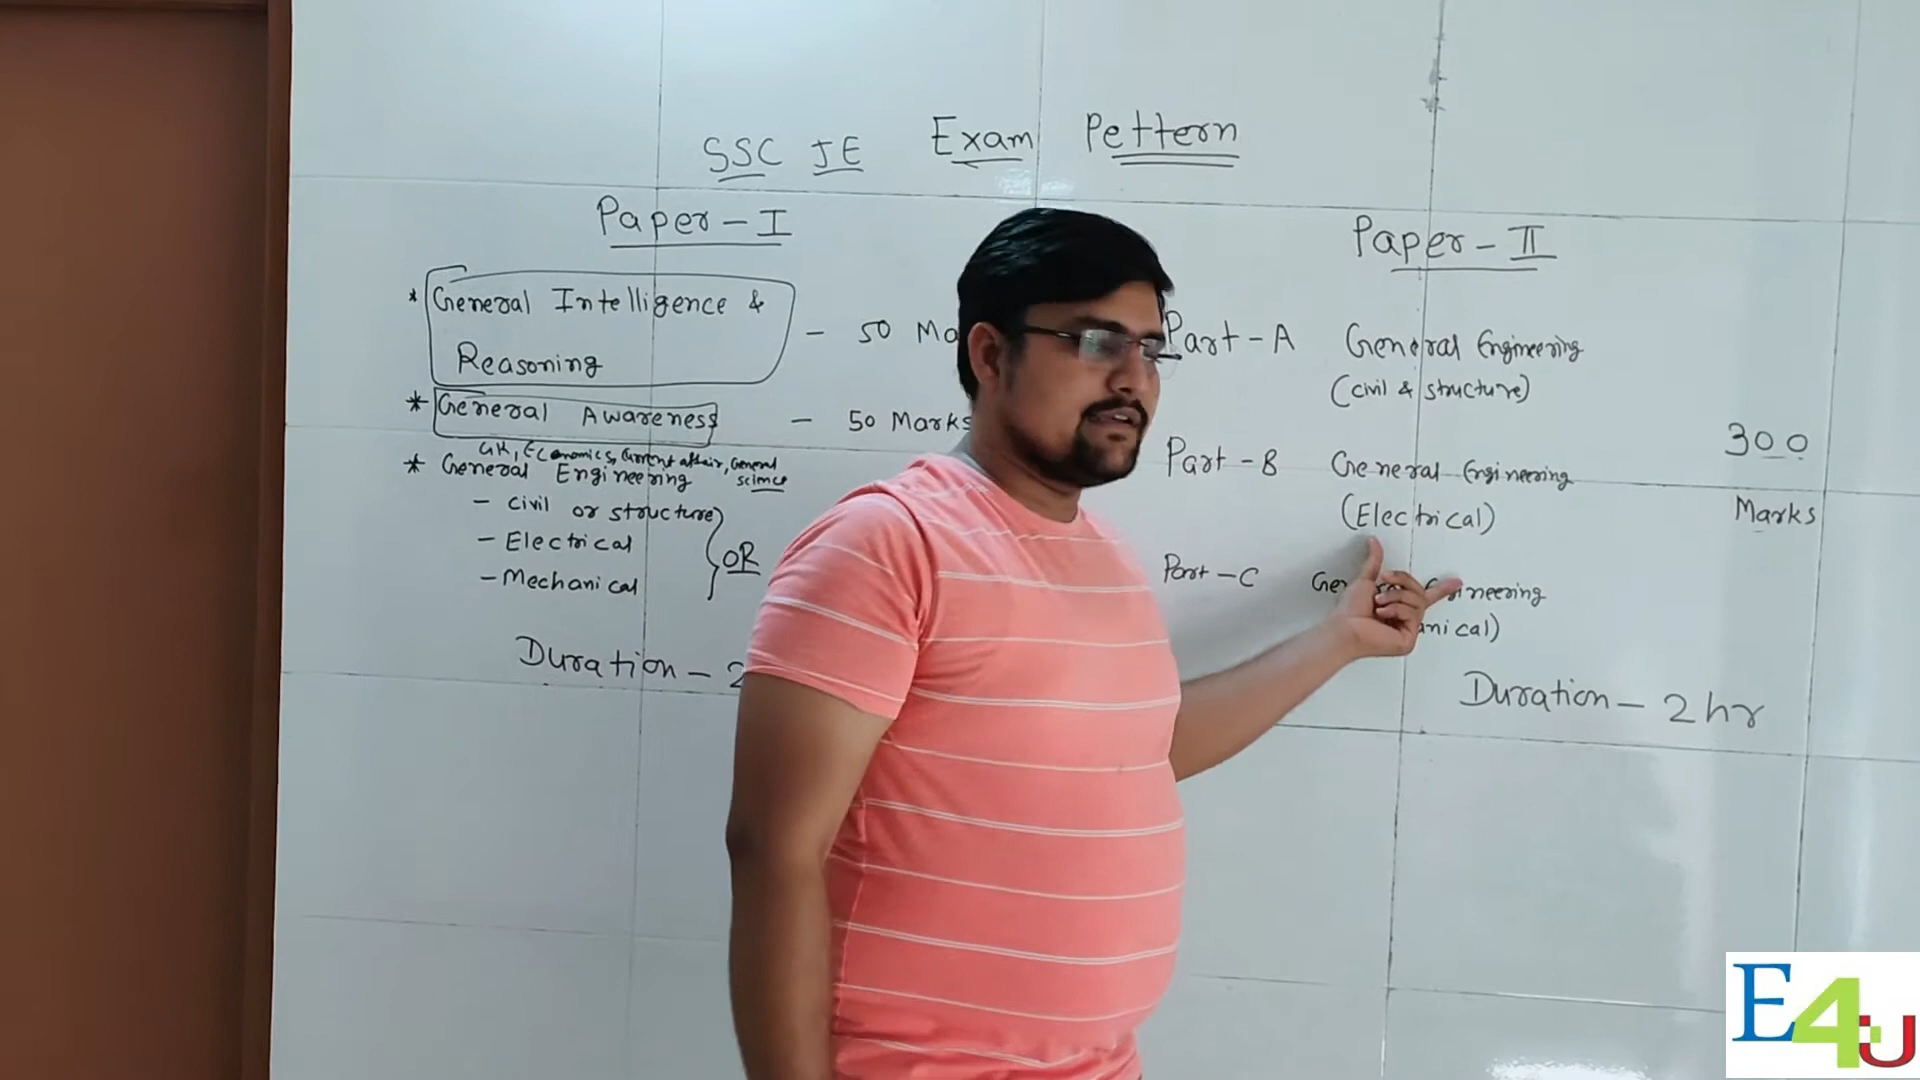 SSC JE Exam Pettern
Paper - I
* General Intelligence &
Reasoning
- 50 Ma
* General Awareness - 50 Marks
GK, Economics, Current affair, General
science
* General Engineering
- Civil or structure
- Electrical
- Mechanical
OR
Duration - 2
Paper - II
Part - A General Engineering
(civil & structure)
Part - B General Engineering
(Electrical)
Part - C Engineering
anical)
300
Marks
Duration - 2 hr
E4U